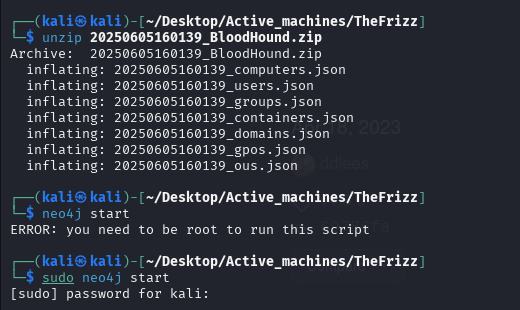 ┌──(kali㉿kali)-[~/Desktop/Active_machines/TheFrizz]
└─$ unzip 20250605160139_BloodHound.zip
Archive:  20250605160139_BloodHound.zip
  inflating: 20250605160139_computers.json
  inflating: 20250605160139_users.json
  inflating: 20250605160139_groups.json
  inflating: 20250605160139_containers.json
  inflating: 20250605160139_domains.json
  inflating: 20250605160139_gpos.json
  inflating: 20250605160139_ous.json
┌──(kali㉿kali)-[~/Desktop/Active_machines/TheFrizz]
└─$ neo4j start
ERROR: you need to be root to run this script
┌──(kali㉿kali)-[~/Desktop/Active_machines/TheFrizz]
└─$ sudo neo4j start
[sudo] password for kali: